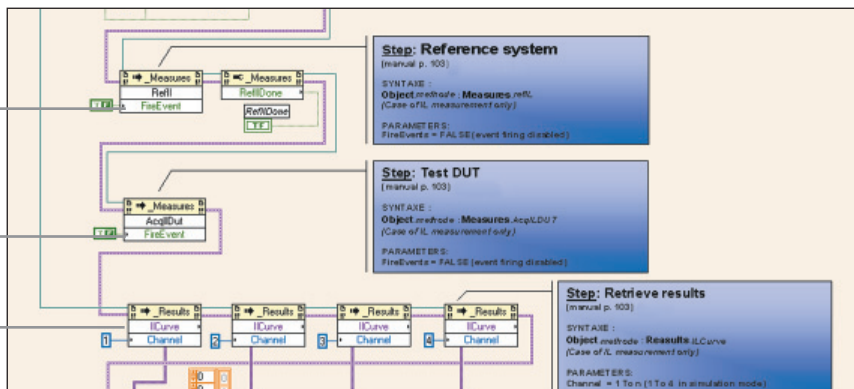 _Measures
RefIl
FireEvent
_Measures
RefIlDone
RefIlDone
TF
Step: Reference system
(manual p. 103)
SYNTAXE :
Object.methode : Measures.refIL
(Case of IL measurement only)
PARAMETERS:
FireEvents = FALSE (event firing disabled)
_Measures
AcqIlDut
FireEvent
Step: Test DUT
(manual p. 103)
SYNTAXE :
Object.methode : Measures.AcqILDUT
(Case of IL measurement only)
PARAMETERS:
FireEvents = FALSE (event firing disabled)
_Results
IlCurve
1
Channel
_Results
IlCurve
2
Channel
_Results
IlCurve
3
Channel
_Results
IlCurve
4
Channel
0
Step: Retrieve results
(manual p. 103)
SYNTAXE :
Object.methode : Reasults.ILCurve
(Case of IL measurement only)
PARAMETERS:
Channel = 1 To n (1 To 4 in simulation mode)